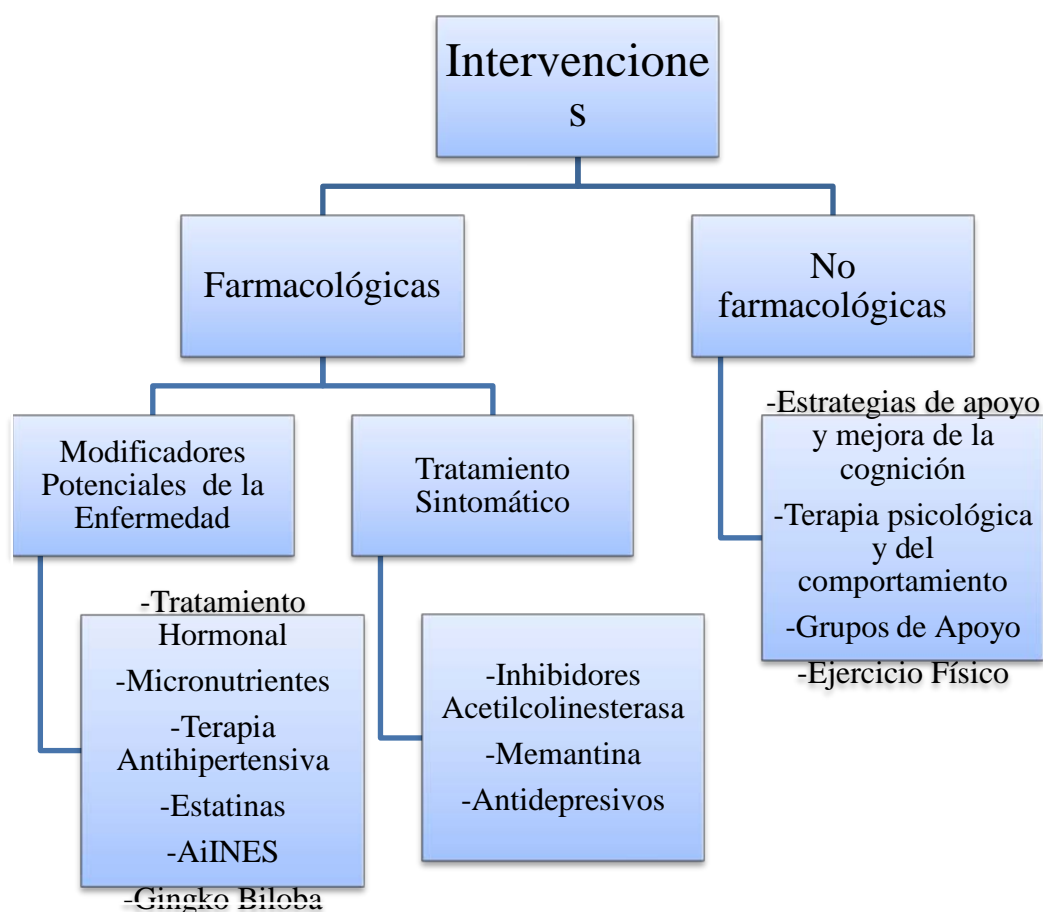 Intervencione
s
Farmacológicas
No
farmacológicas
Modificadores
Potenciales de la
Enfermedad
Tratamiento
Sintomático
-Estrategias de apoyo
y mejora de la
cognición
-Terapia psicológica
y del
comportamiento
-Grupos de Apoyo
-Ejercicio Físico
-Tratamiento
Hormonal
-Micronutrientes
-Terapia
Antihipertensiva
-Estatinas
-AiINES
-Gingko Biloba
-Inhibidores
Acetilcolinesterasa
-Memantina
-Antidepresivos